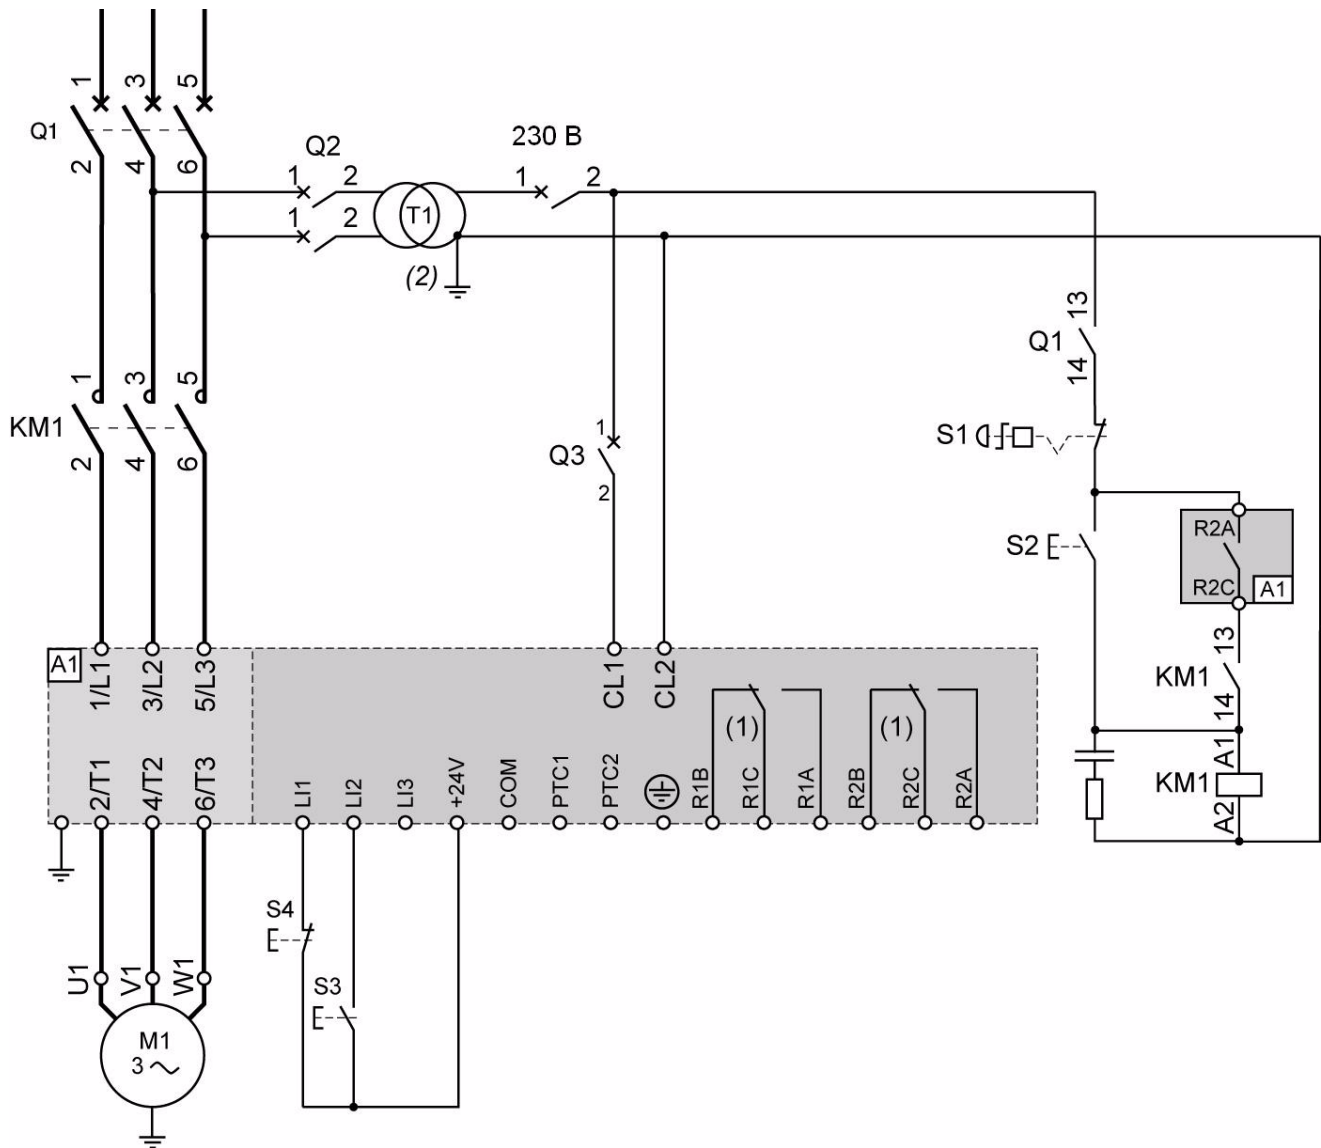 1 3 5
Q1
2 4 6
Q2
230 В
1 2
1 2
1 2
T1
(2)
13
Q1
14
1 3 5
KM1
2 4 6
1
Q3
2
S1
S2
R2A
R2C
A1
13
KM1
14
A1
KM1
A2
A1
1/L1
3/L2
5/L3
CL1
CL2
(1)
(1)
2/T1
4/T2
6/T3
LI1
LI2
LI3
+24V
COM
PTC1
PTC2
R1B
R1C
R1A
R2B
R2C
R2A
S4
S3
U1
V1
W1
M1
3